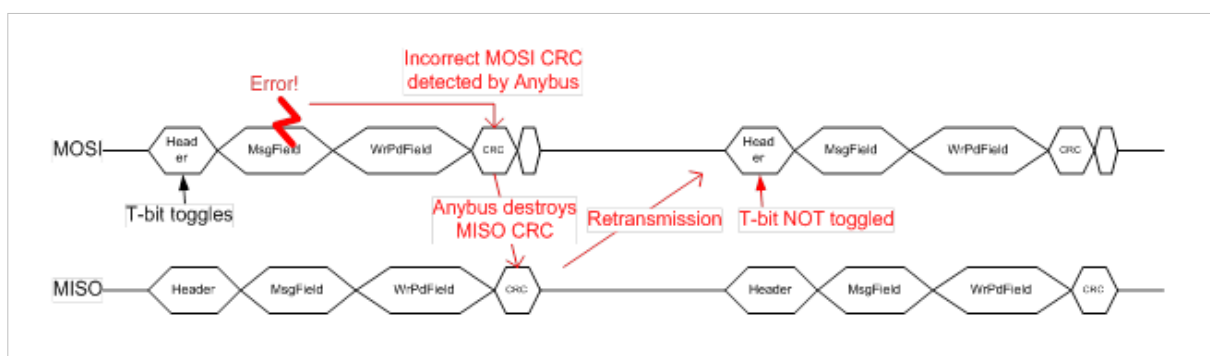 Incorrect MOSI CRC
detected by Anybus
Error!
MOSI
Head
er
MsgField
WrPdField
CRC
Head
er
MsgField
WrPdField
CRC
T-bit toggles
Anybus destroys
MISO CRC
Retransmission
T-bit NOT toggled
MISO
Header
MsgField
WrPdField
CRC
Header
MsgField
WrPdField
CRC